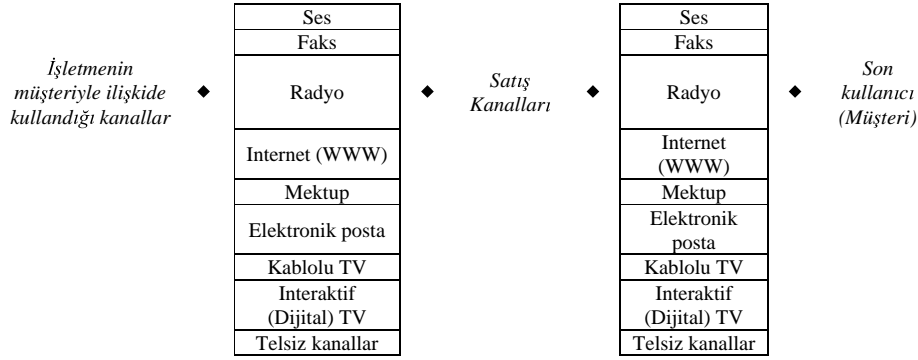 İşletmenin
müşteriyle ilişkide
kullandığı kanallar
Ses
Faks
Radyo
Internet (WWW)
Mektup
Elektronik posta
Kablolu TV
Interaktif
(Dijital) TV
Telsiz kanallar
Satış
Kanalları
Ses
Faks
Radyo
Internet
(WWW)
Mektup
Elektronik
posta
Kablolu TV
Interaktif
(Dijital) TV
Telsiz kanallar
Son
kullanıcı
(Müşteri)